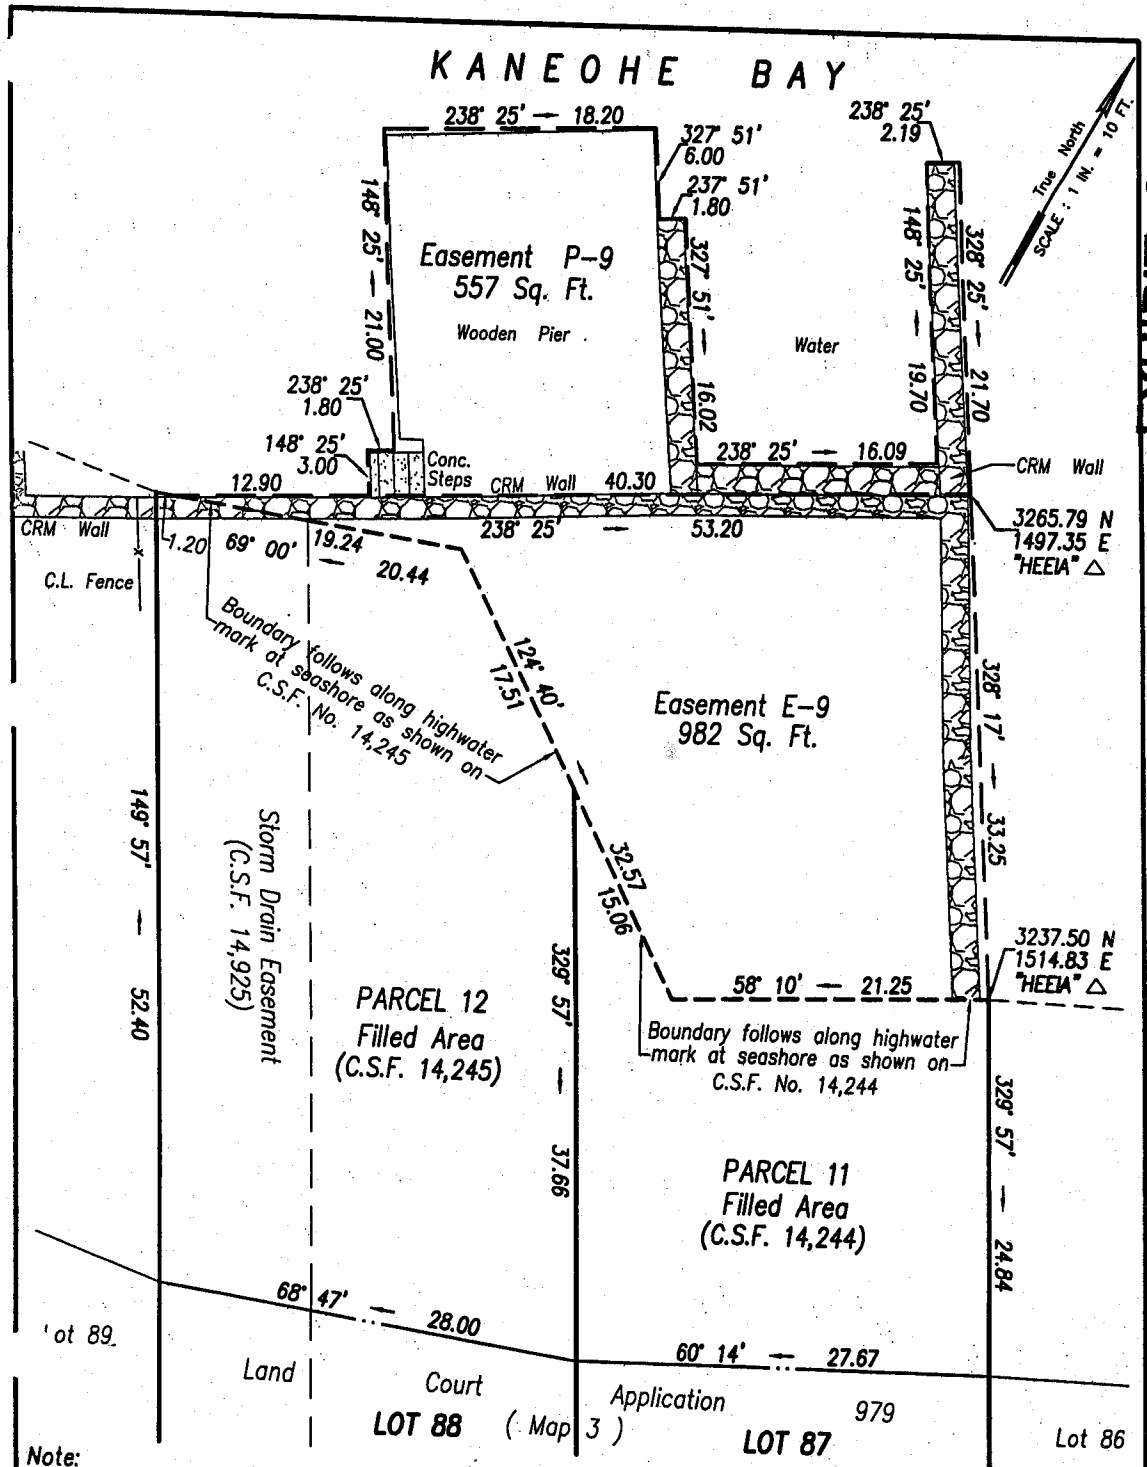 KANEOHE BAY
238° 25' ← 18.20
327° 51'
6.00
237° 51'
1.80
238° 25'
2.19
True North
SCALE : 1 IN. = 10 FT.
148° 25' ← 21.00
Easement P-9
557 Sq. Ft.
Wooden Pier
327° 51' ← 16.02
Water
148° 25' ← 19.70
328° 25' ← 21.70
238° 25'
1.80
148° 25'
3.00
Conc.
Steps
238° 25' → 16.09
CRM Wall
12.90
CRM Wall
40.30
CRM Wall
238° 25' ← 53.20
3265.79 N
1497.35 E
"HEEIA" △
1.20
69° 00'
19.24
← 20.44
C.L. Fence
Boundary follows along highwater
mark at seashore as shown on
C.S.F. No. 14,245
124° 40'
17.51
Easement E-9
982 Sq. Ft.
328° 17' ← 33.25
149° 57' ← 52.40
Storm Drain Easement
(C.S.F. 14,925)
32.57
15.06
329° 57' — 37.66
PARCEL 12
Filled Area
(C.S.F. 14,245)
58° 10' ← 21.25
3237.50 N
1514.83 E
"HEEIA" △
Boundary follows along highwater
mark at seashore as shown on
C.S.F. No. 14,244
PARCEL 11
Filled Area
(C.S.F. 14,244)
329° 57' — 24.84
68° 47' ← 28.00
60° 14' ← 27.67
ot 89
Land Court Application 979
LOT 88 ( Map 3 ) LOT 87 Lot 86
Note: